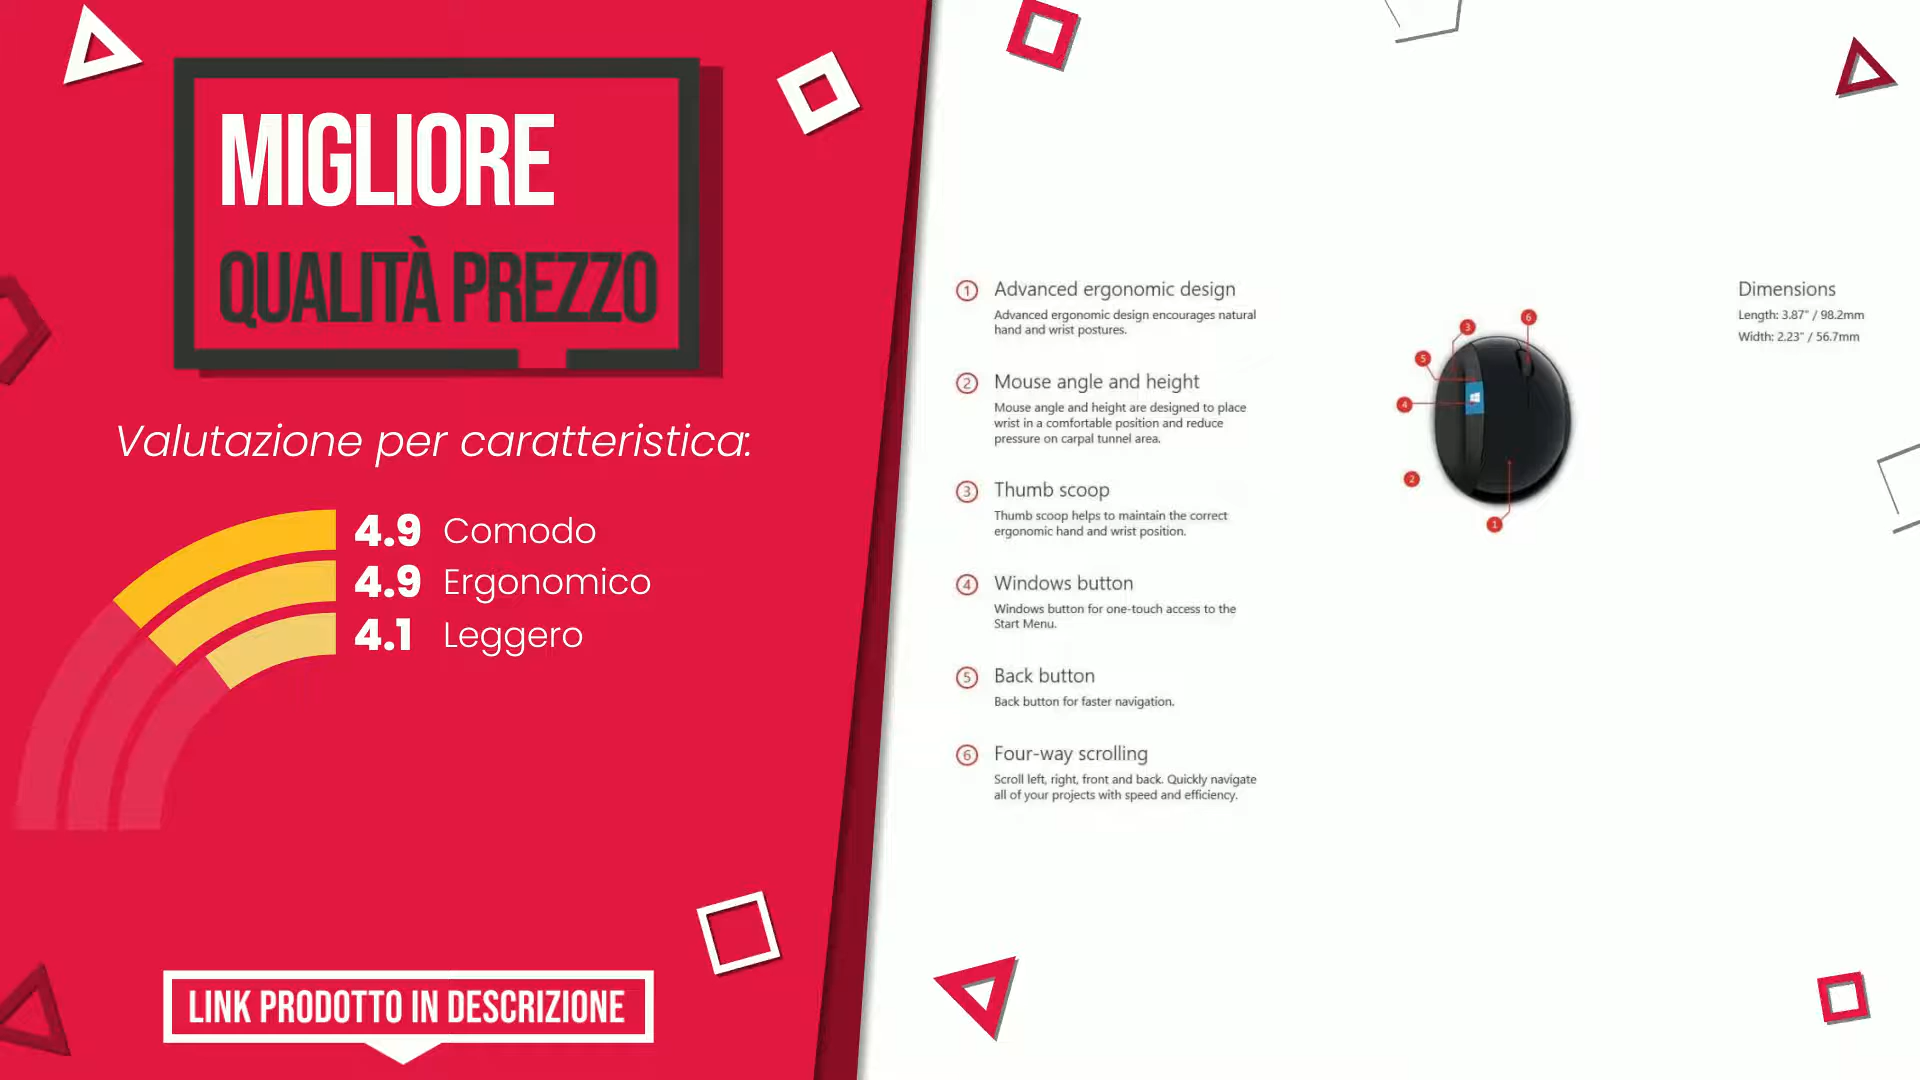 MIGLIORE
QUALITÀ PREZZO
Valutazione per caratteristica:
4.9 Comodo
4.9 Ergonomico
4.1 Leggero
LINK PRODOTTO IN DESCRIZIONE
1 Advanced ergonomic design
Advanced ergonomic design encourages natural
hand and wrist postures.
2 Mouse angle and height
Mouse angle and height are designed to place
wrist in a comfortable position and reduce
pressure on carpal tunnel area.
3 Thumb scoop
Thumb scoop helps to maintain the correct
ergonomic hand and wrist position.
4 Windows button
Windows button for one-touch access to the
Start Menu.
5 Back button
Back button for faster navigation.
6 Four-way scrolling
Scroll left, right, front and back. Quickly navigate
all of your projects with speed and efficiency.
6
3
5
4
2
1
Dimensions
Length: 3.87" / 98.2mm
Width: 2.23" / 56.7mm